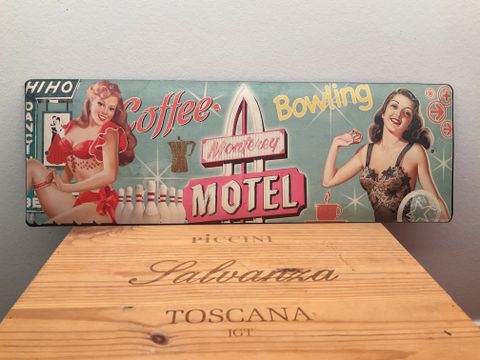 HIHO
Coffee
Bowling
Monterey
MOTEL
PICCINI
Salvanza
TOSCANA
IGT